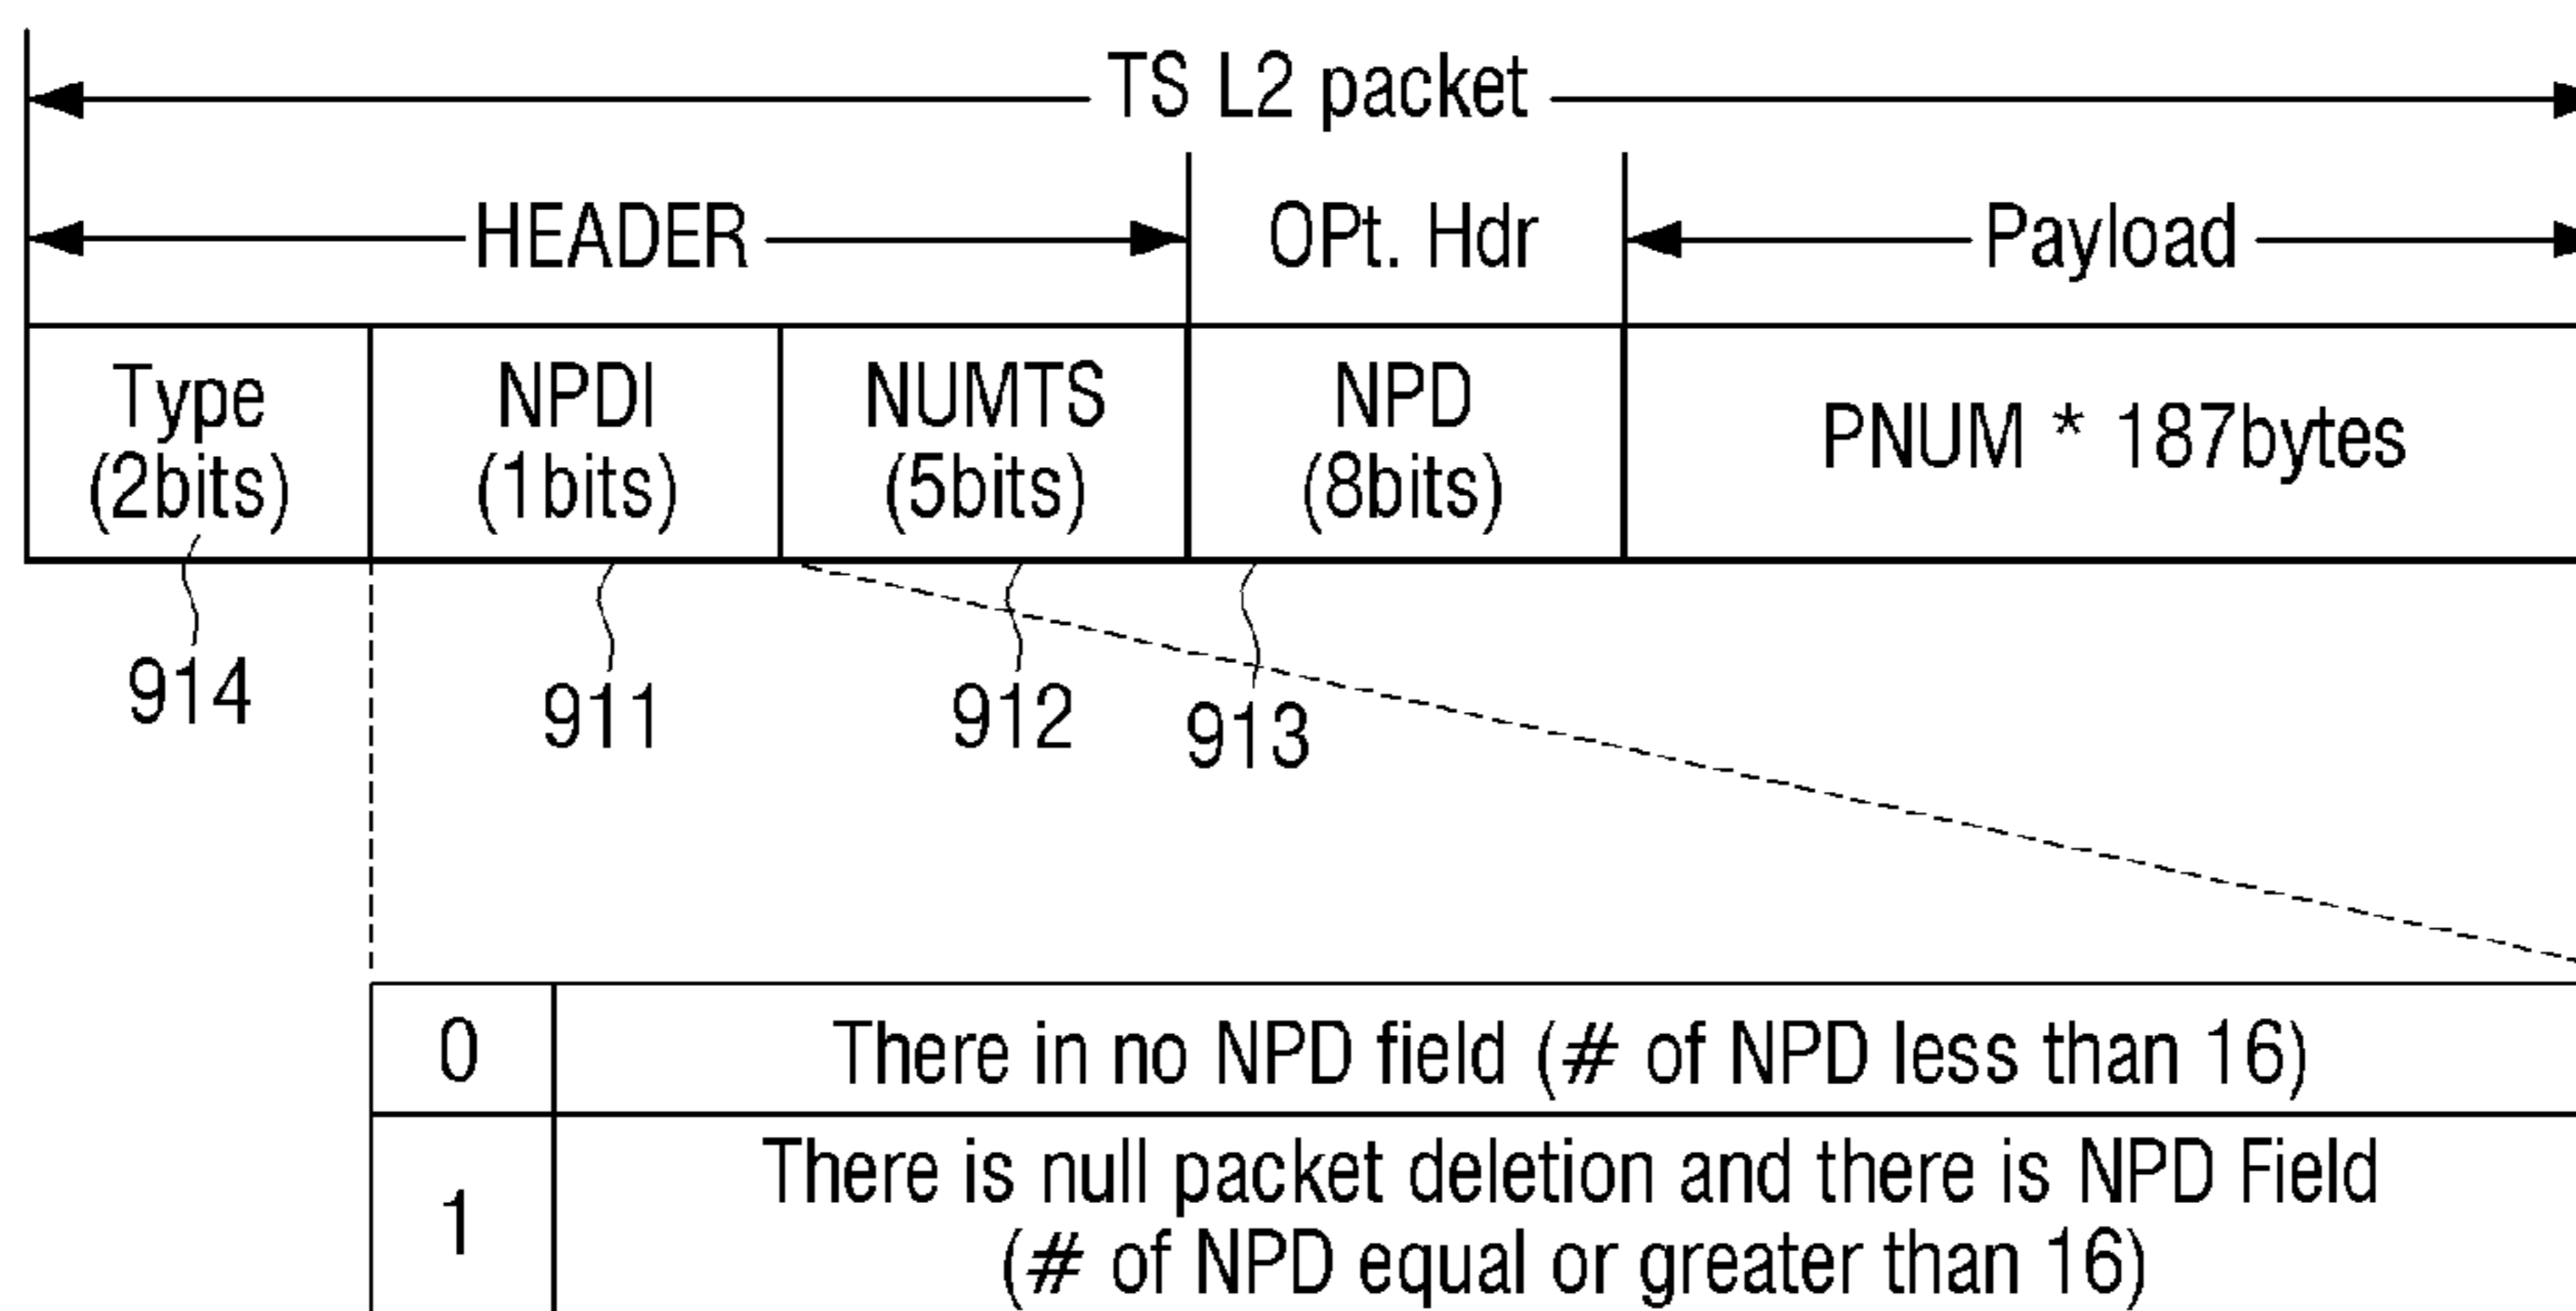 TS L2 packet
HEADER
OPt. Hdr
Payload
Type
(2bits)
NPDI
(1bits)
NUMTS
(5bits)
NPD
(8bits)
PNUM * 187bytes
914
911
912
913
0
There in no NPD field (# of NPD less than 16)
1
There is null packet deletion and there is NPD Field
(# of NPD equal or greater than 16)